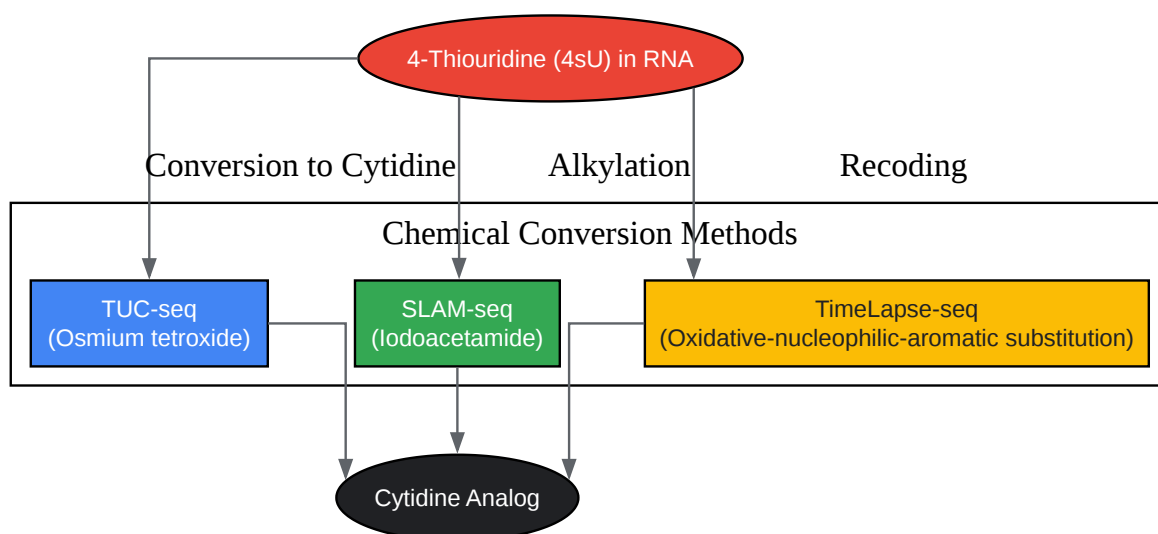 4-Thiouridine (4sU) in RNA
Conversion to Cytidine
Alkylation
Recoding
Chemical Conversion Methods
TUC-seq
(Osmium tetroxide)
SLAM-seq
(Iodoacetamide)
TimeLapse-seq
(Oxidative-nucleophilic-aromatic substitution)
Cytidine Analog